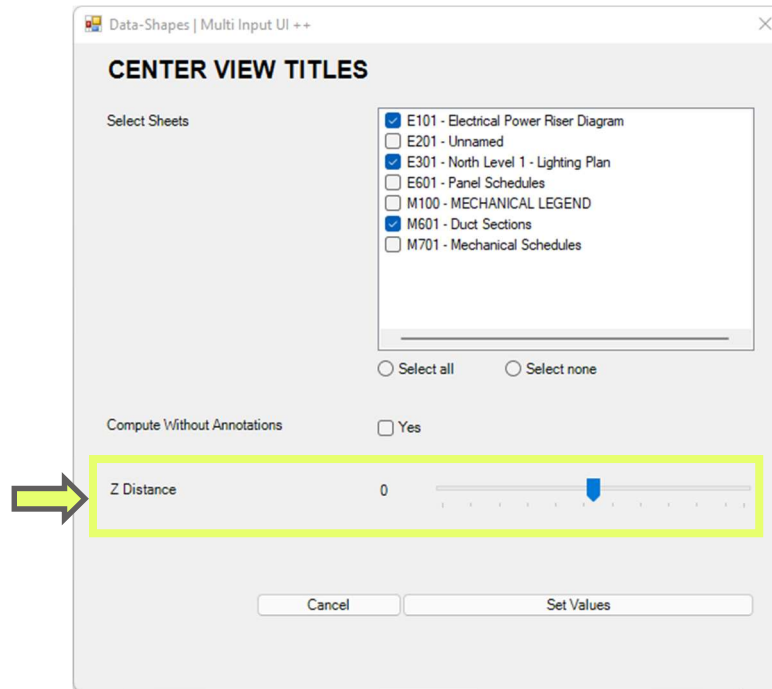 Data-Shapes | Multi Input UI ++
CENTER VIEW TITLES
Select Sheets
E101 - Electrical Power Riser Diagram
E201 - Unnamed
E301 - North Level 1 - Lighting Plan
E601 - Panel Schedules
M100 - MECHANICAL LEGEND
M601 - Duct Sections
M701 - Mechanical Schedules
Select all Select none
Compute Without Annotations Yes
Z Distance 0
Cancel Set Values